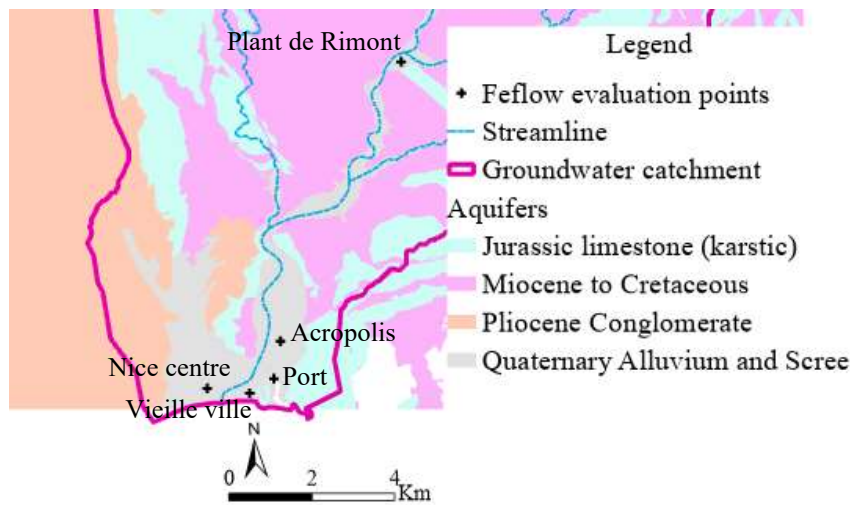 Plant de Rimont
Legend
Feflow evaluation points
Streamline
Groundwater catchment
Aquifers
Jurassic limestone (karstic)
Miocene to Cretaceous
Pliocene Conglomerate
Quaternary Alluvium and Scree
Acropolis
Nice centre
Port
Vieille ville
N
0 2 4
Km